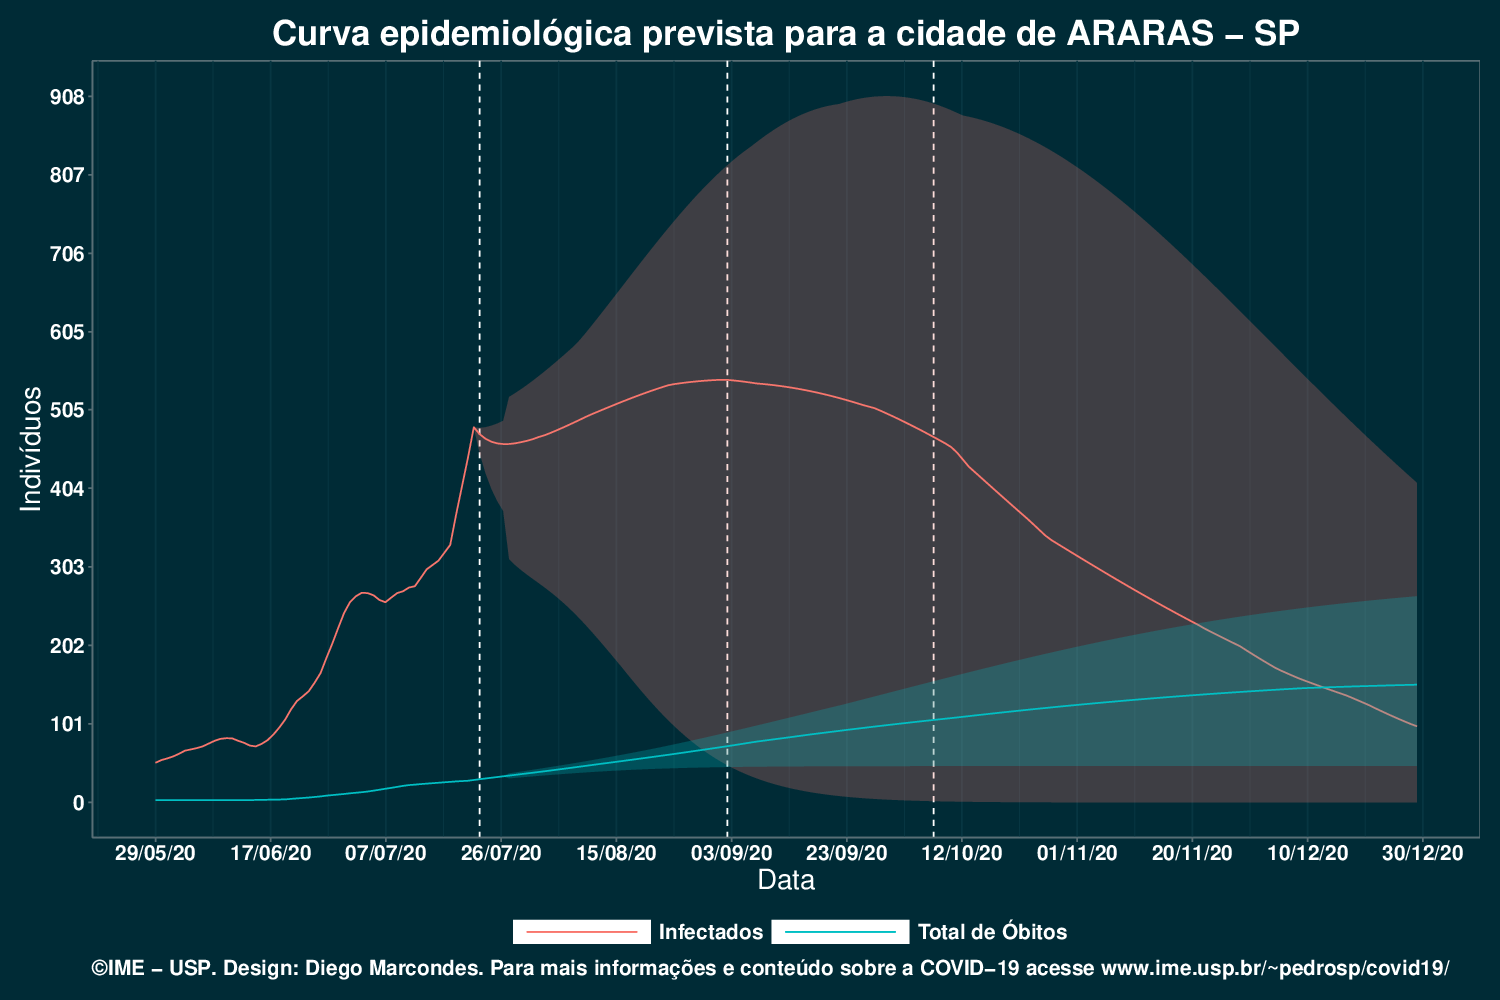 Curva epidemiológica prevista para a cidade de ARARAS – SP
908
807
706
605
505
404
303
202
101
0
Indivíduos
29/05/20 17/06/20 07/07/20 26/07/20 15/08/20 03/09/20 23/09/20 12/10/20 01/11/20 20/11/20 10/12/20 30/12/20
Data
Infectados Total de Óbitos
©IME – USP. Design: Diego Marcondes. Para mais informações e conteúdo sobre a COVID–19 acesse www.ime.usp.br/~pedrosp/covid19/